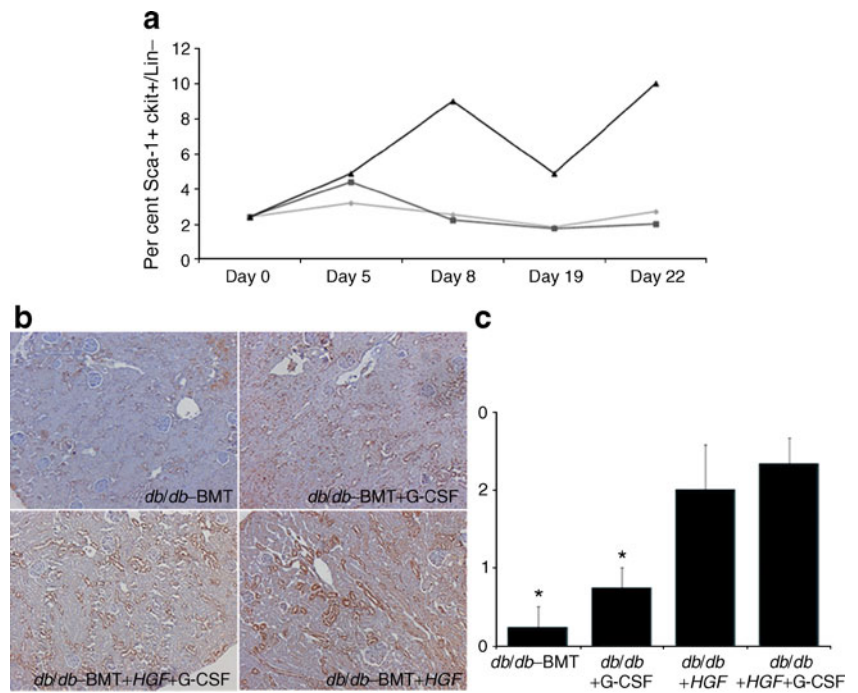 a
Per cent Sca-1+ ckit+/Lin–
12
10
8
6
4
2
0
Day 0
Day 5
Day 8
Day 19
Day 22
b
db/db–BMT
db/db–BMT+G-CSF
db/db–BMT+HGF+G-CSF
db/db–BMT+HGF
c
0
2
1
0
*
*
db/db–BMT
db/db
+G-CSF
db/db
+HGF
db/db
+HGF+G-CSF